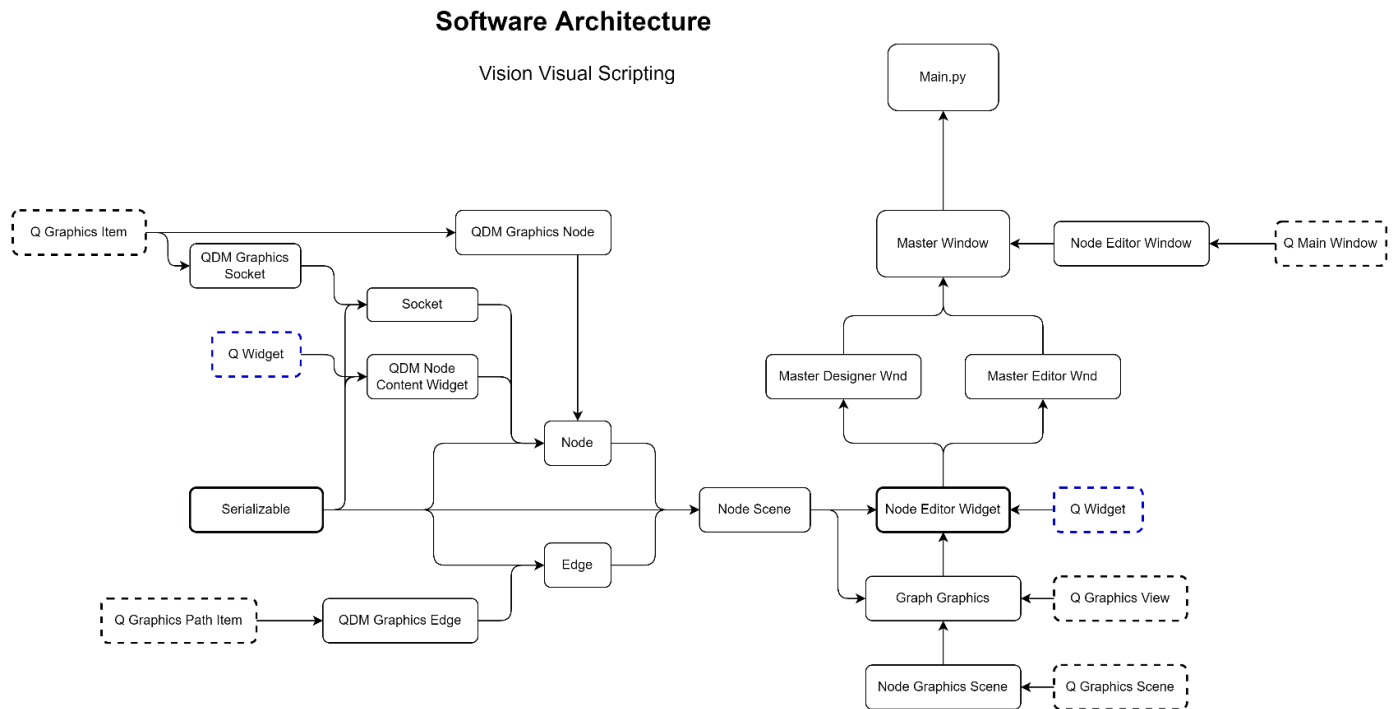 Software Architecture
Vision Visual Scripting
Main.py
Q Graphics Item
QDM Graphics Node
Master Window
Node Editor Window
Q Main Window
QDM Graphics
Socket
Socket
Q Widget
QDM Node
Content Widget
Master Designer Wnd
Master Editor Wnd
Node
Serializable
Node Scene
Node Editor Widget
Q Widget
Edge
Graph Graphics
Q Graphics View
Q Graphics Path Item
QDM Graphics Edge
Node Graphics Scene
Q Graphics Scene